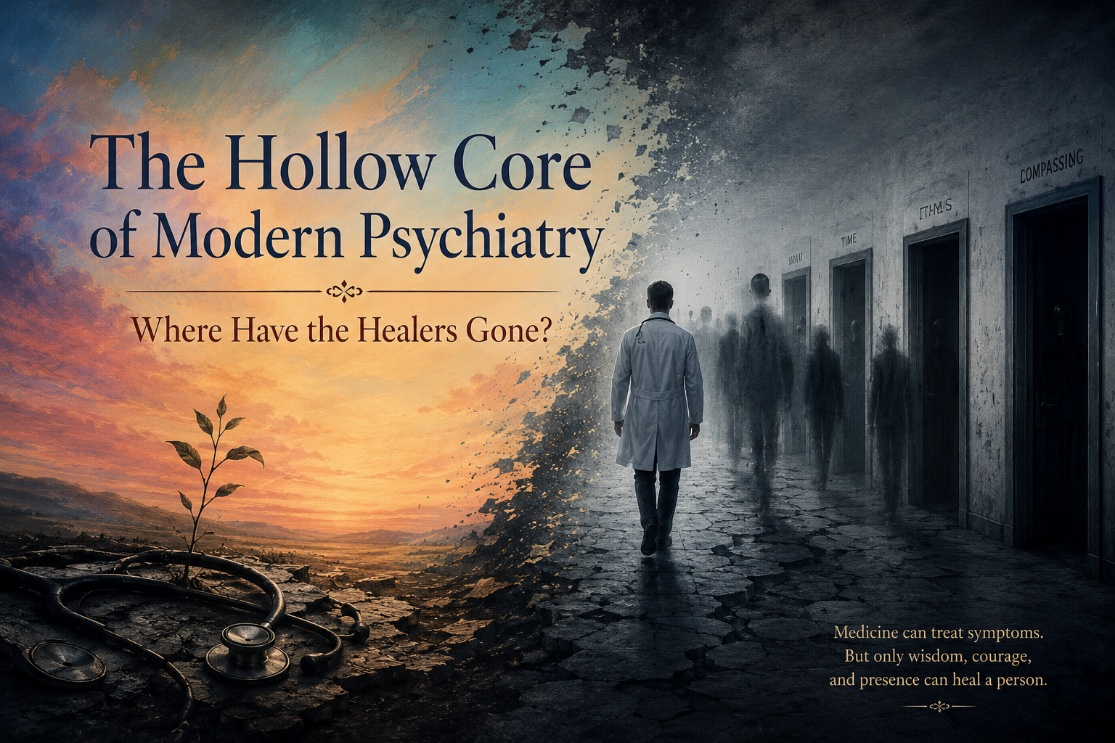 The Hollow Core
of Modern Psychiatry
Where Have the Healers Gone?
TIME
COMPASSING
Medicine can treat symptoms.
But only wisdom, courage,
and presence can heal a person.